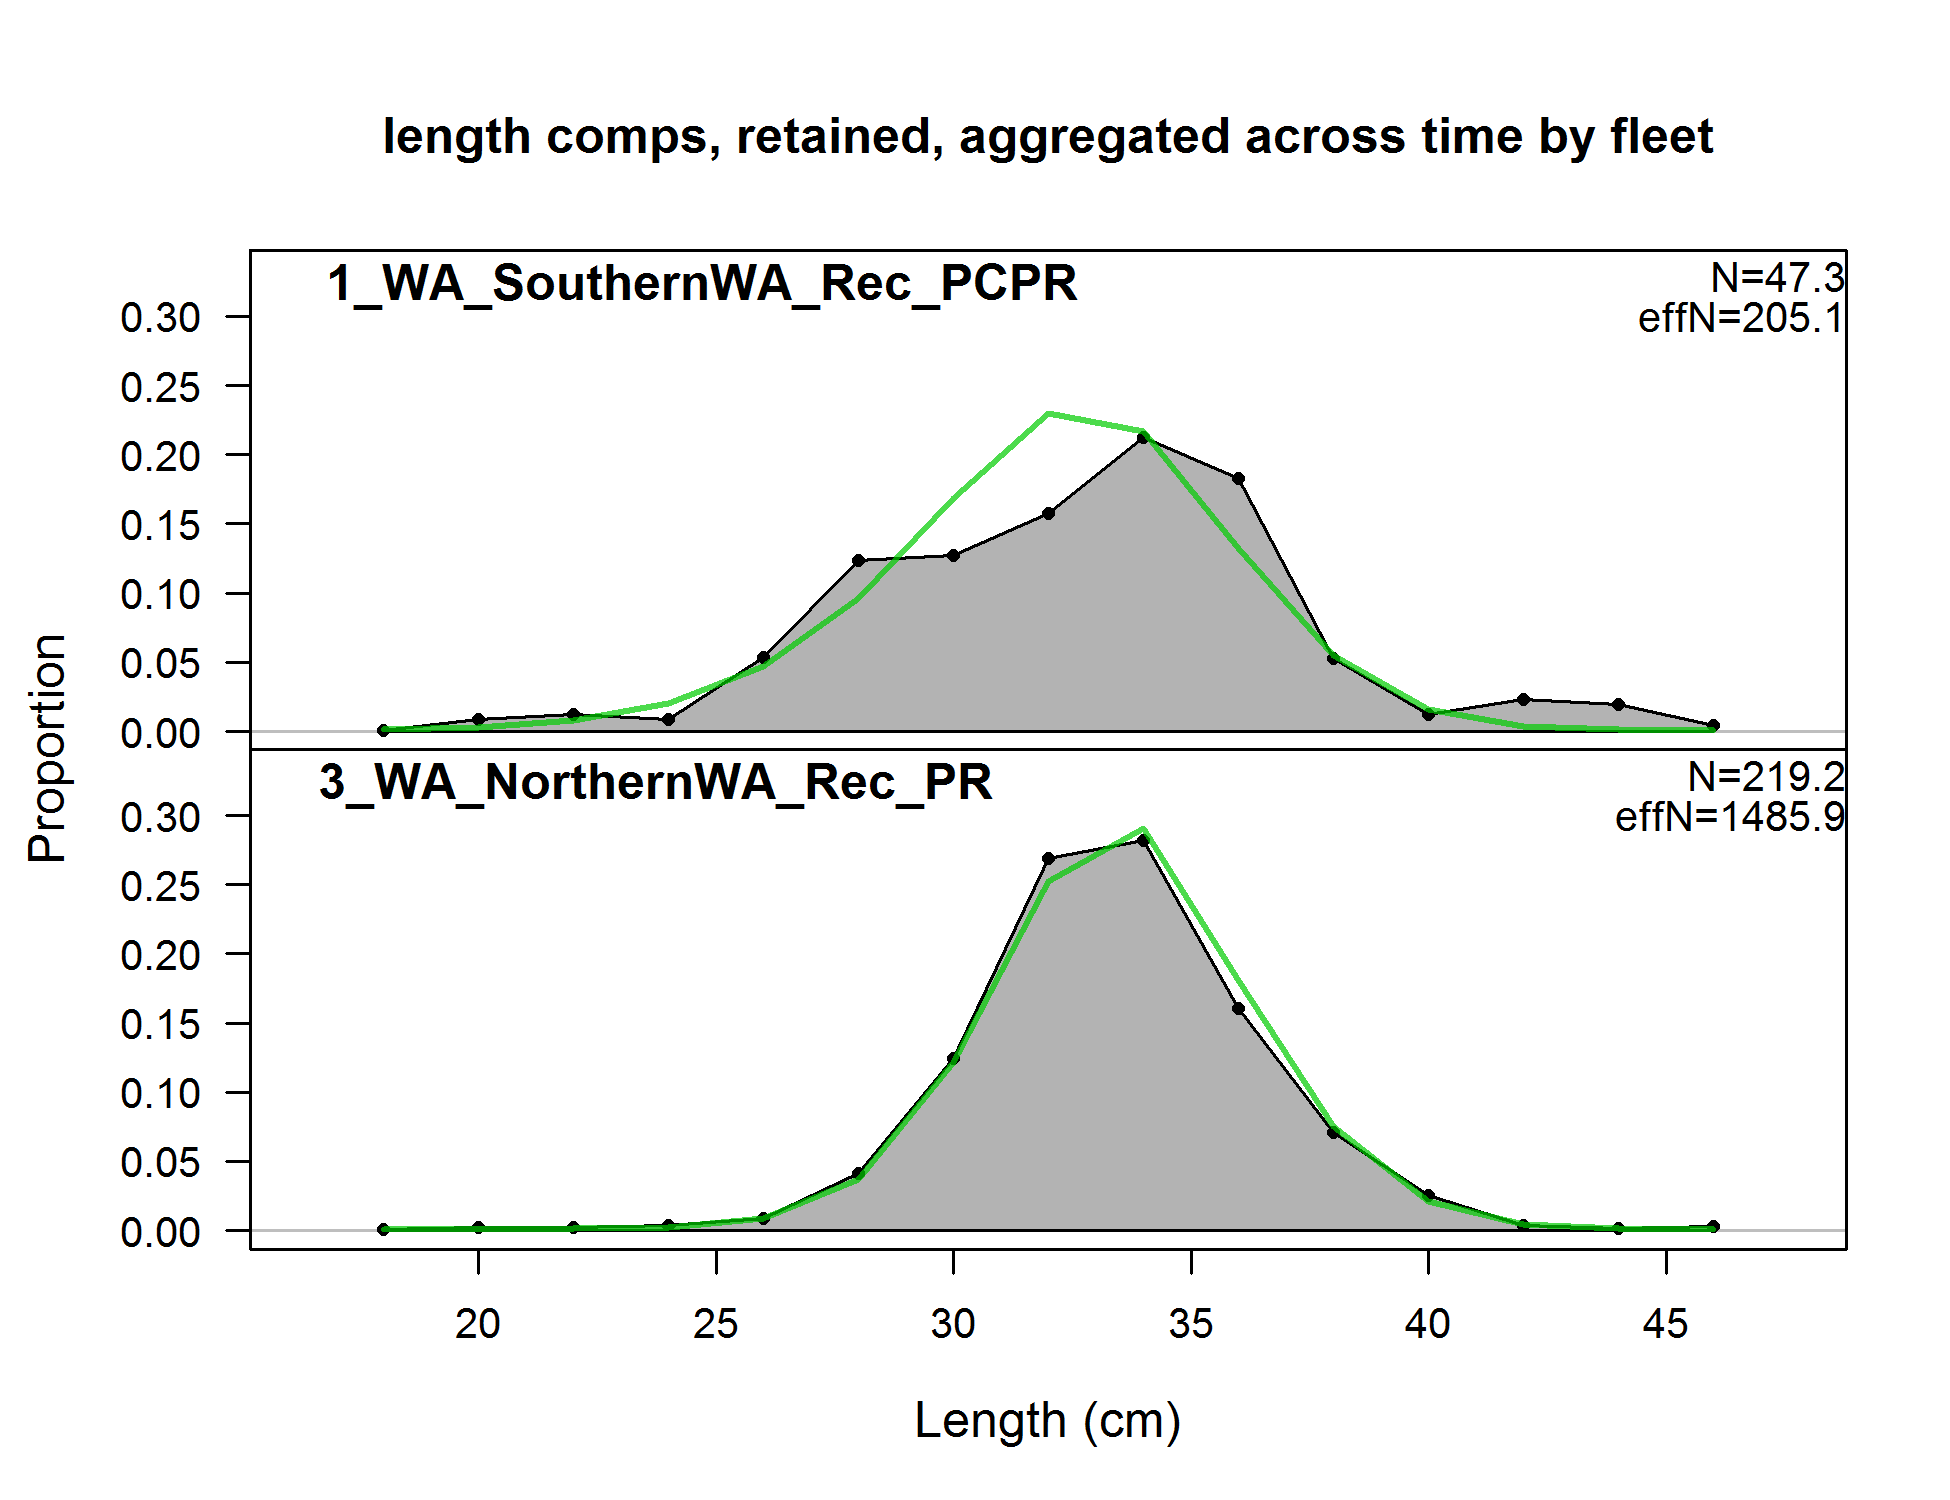 length comps, retained, aggregated across time by fleet
1_WA_SouthernWA_Rec_PCPR
N=47.3
effN=205.1
0.30
0.25
0.20
0.15
0.10
0.05
0.00
3_WA_NorthernWA_Rec_PR
N=219.2
effN=1485.9
0.30
0.25
0.20
0.15
0.10
0.05
0.00
Proportion
20 25 30 35 40 45
Length (cm)